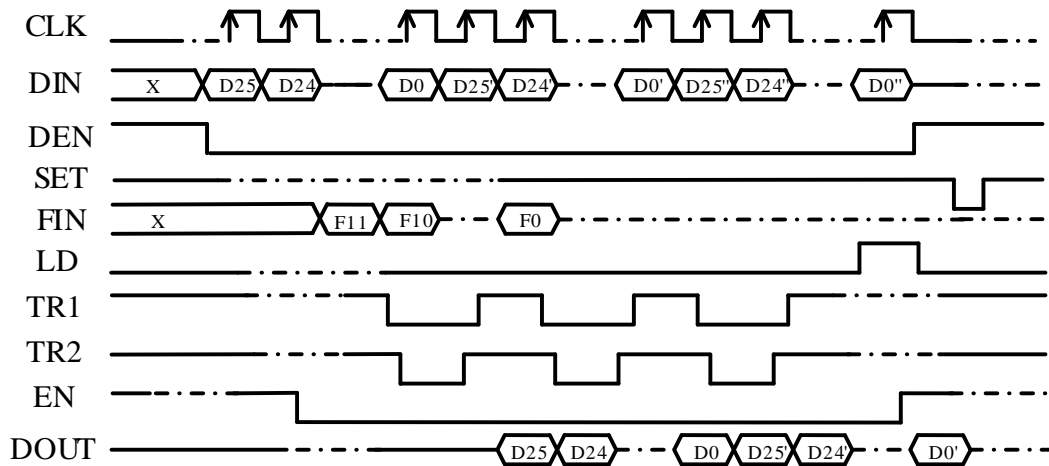 CLK
DIN X D25 D24 D0 D25' D24' D0' D25'' D24'' D0''
DEN
SET
FIN X F11 F10 F0
LD
TR1
TR2
EN
DOUT D25 D24 D0 D25' D24' D0'